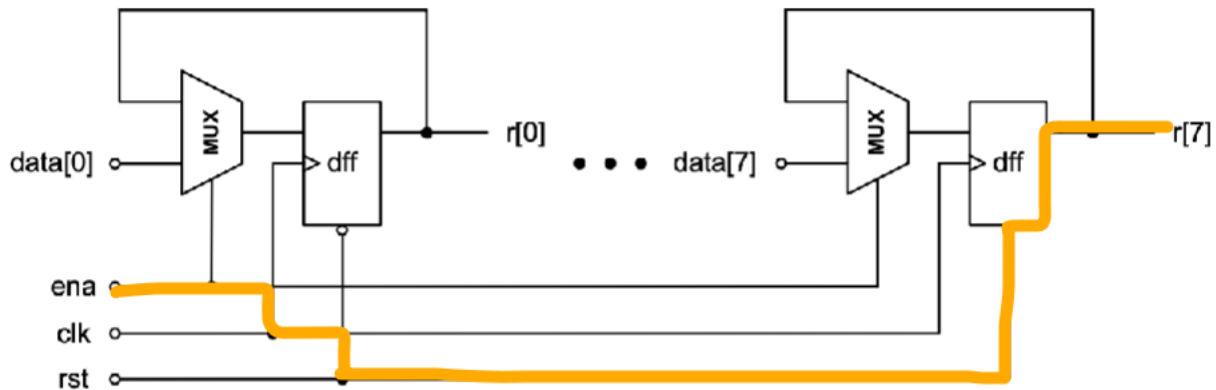 MUX
dff
r[0]
data[0]
MUX
dff
r[7]
data[7]
ena
clk
rst